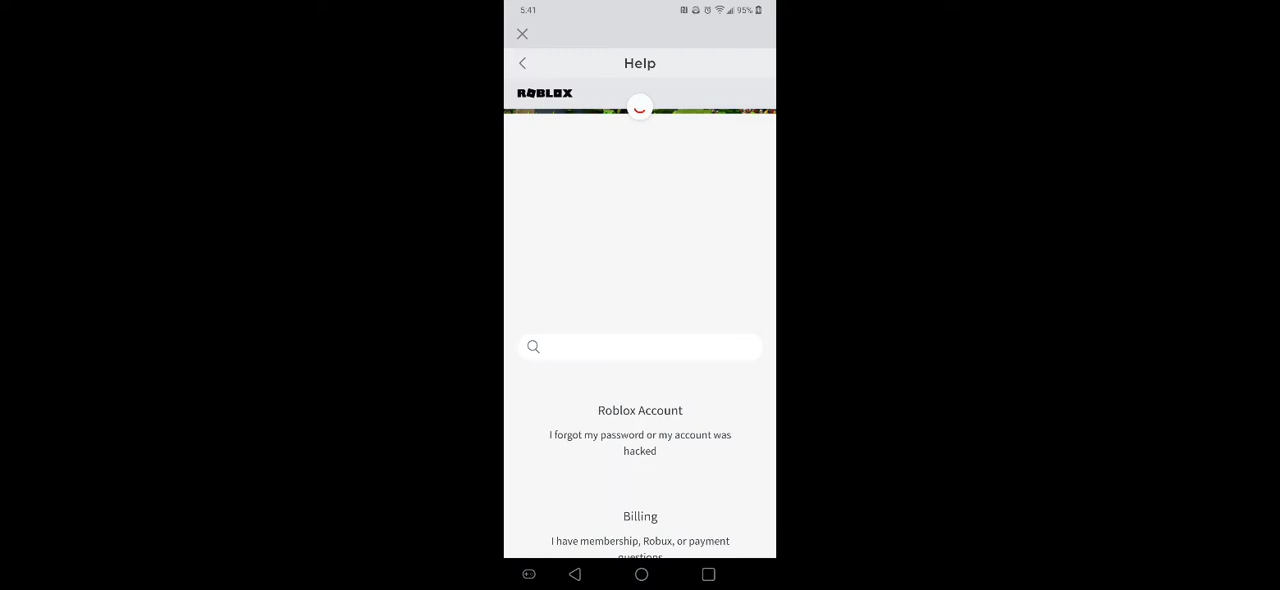 5:41
95%
Help
ROBLOX
Roblox Account
I forgot my password or my account was
hacked
Billing
I have membership, Robux, or payment
questions